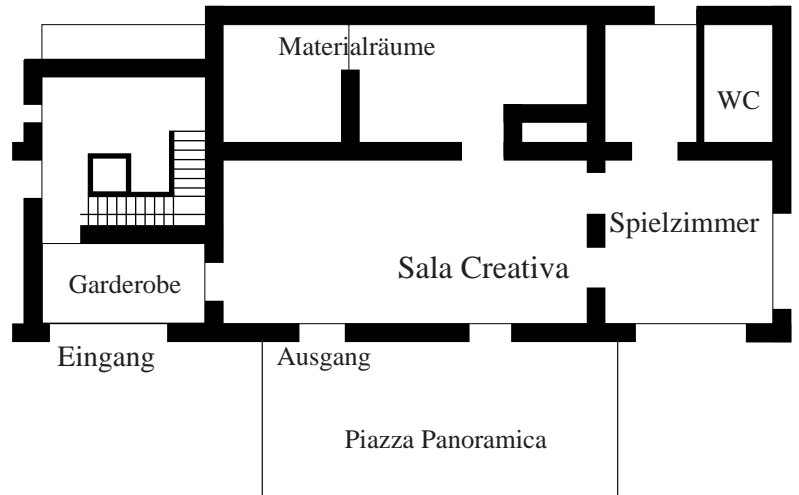 Materialräume
WC
Spielzimmer
Sala Creativa
Garderobe
Eingang
Ausgang
Piazza Panoramica